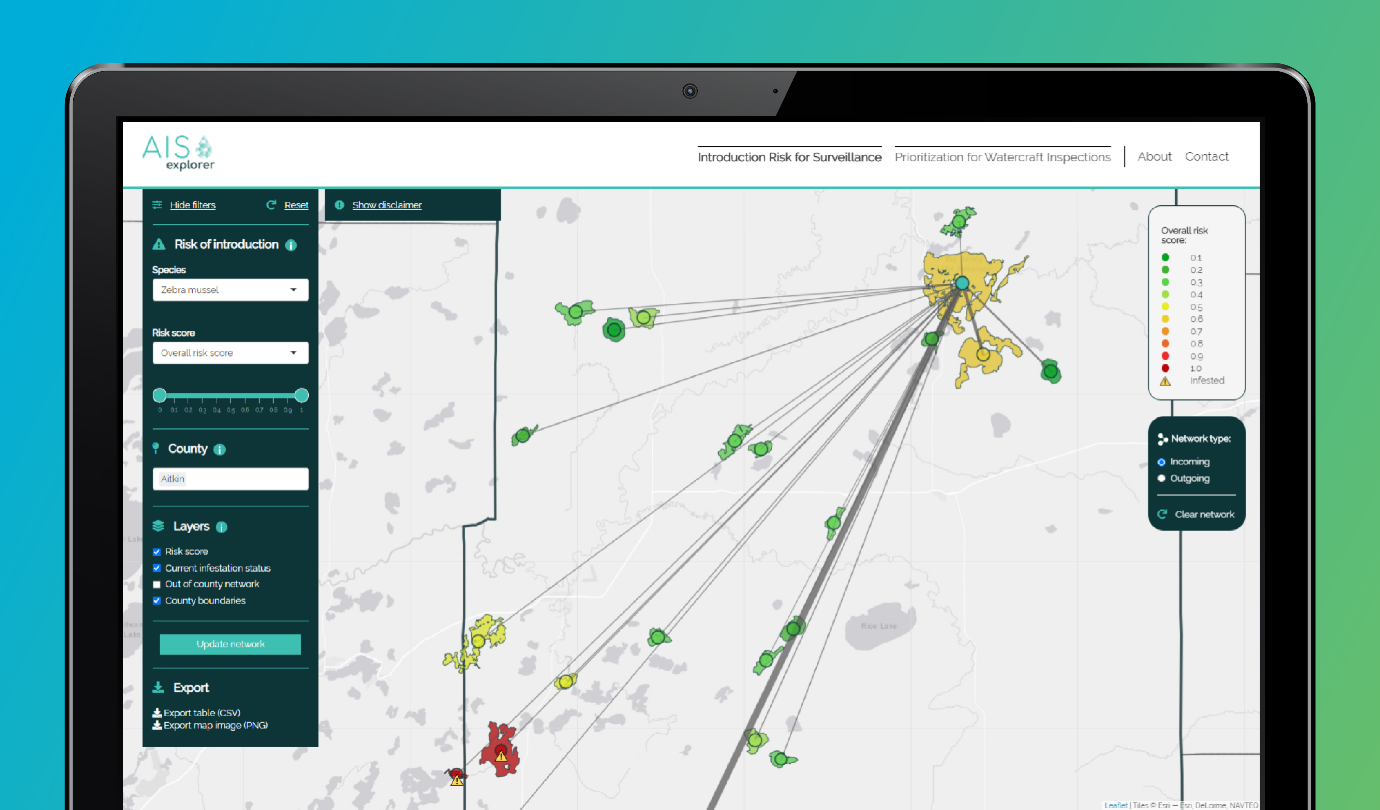 AIS
explorer
Introduction Risk for Surveillance
Prioritization for Watercraft Inspections
About
Contact
Hide filters
Reset
Show disclaimer
Risk of introduction
Species
Zebra mussel
Risk score
Overall risk score
0 0.1 0.2 0.3 0.4 0.5 0.6 0.7 0.8 0.9 1
County
Aitkin
Layers
Risk score
Current infestation status
Out of county network
County boundaries
Update network
Export
Export table (CSV)
Export map image (PNG)
Overall risk
score:
0.1
0.2
0.3
0.4
0.5
0.6
0.7
0.8
0.9
1.0
Infested
Network type:
Incoming
Outgoing
Clear network
Rice Lake
Leaflet | Tiles © Esri — Esri, DeLorme, NAVTEQ